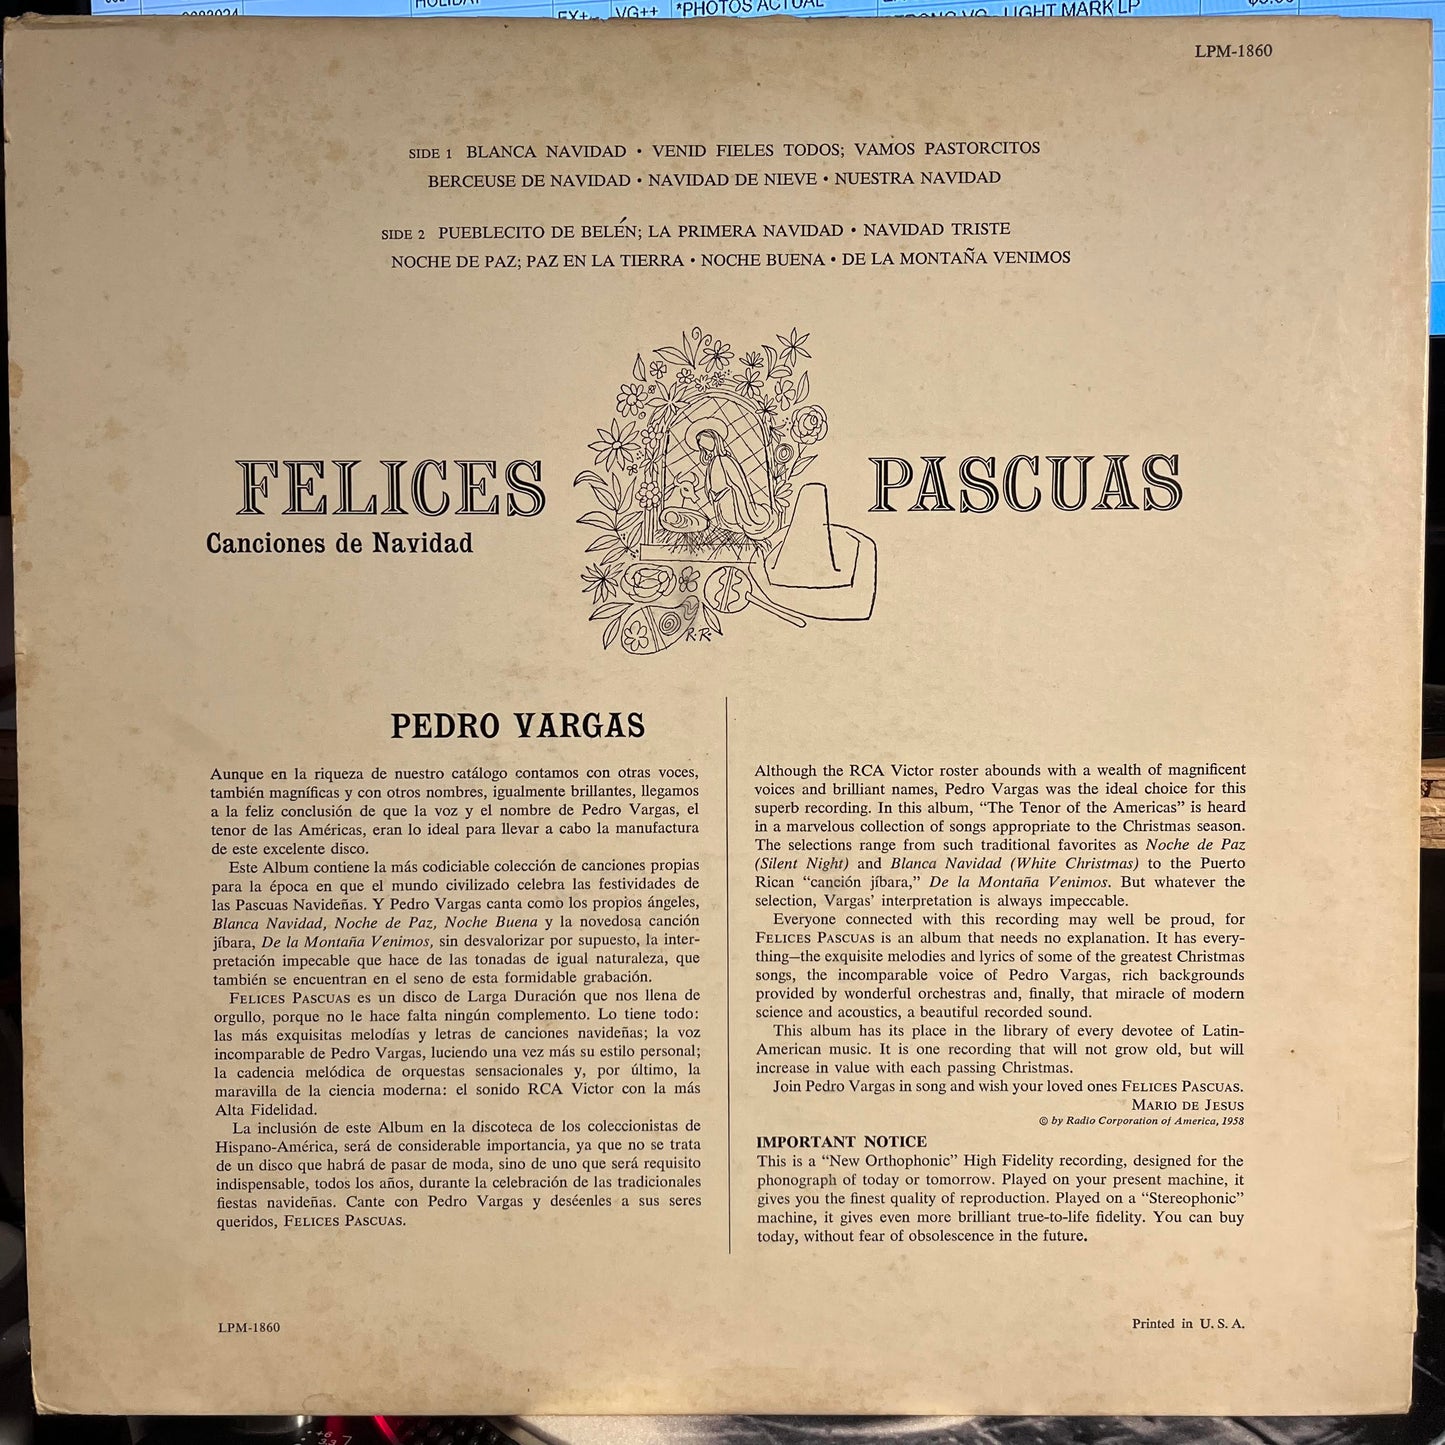 HOLIDAY
EX+
VG++
*PHOTOS ACTUAL
LIGHT MARK LP
LPM-1860
SIDE 1 BLANCA NAVIDAD • VENID FIELES TODOS; VAMOS PASTORCITOS
BERCEUSE DE NAVIDAD • NAVIDAD DE NIEVE • NUESTRA NAVIDAD
SIDE 2 PUEBLECITO DE BELÉN; LA PRIMERA NAVIDAD • NAVIDAD TRISTE
NOCHE DE PAZ; PAZ EN LA TIERRA • NOCHE BUENA • DE LA MONTAÑA VENIMOS
FELICES PASCUAS
Canciones de Navidad
R.R.
PEDRO VARGAS
Aunque en la riqueza de nuestro catálogo contamos con otras voces,
también magníficas y con otros nombres, igualmente brillantes, llegamos
a la feliz conclusión de que la voz y el nombre de Pedro Vargas, el
tenor de las Américas, eran lo ideal para llevar a cabo la manufactura
de este excelente disco.
Este Album contiene la más codiciable colección de canciones propias
para la época en que el mundo civilizado celebra las festividades de
las Pascuas Navideñas. Y Pedro Vargas canta como los propios ángeles,
Blanca Navidad, Noche de Paz, Noche Buena y la novedosa canción
jíbara, De la Montaña Venimos, sin desvalorizar por supuesto, la inter-
pretación impecable que hace de las tonadas de igual naturaleza, que
también se encuentran en el seno de esta formidable grabación.
FELICES PASCUAS es un disco de Larga Duración que nos llena de
orgullo, porque no le hace falta ningún complemento. Lo tiene todo:
las más exquisitas melodías y letras de canciones navideñas; la voz
incomparable de Pedro Vargas, luciendo una vez más su estilo personal;
la cadencia melódica de orquestas sensacionales y, por último, la
maravilla de la ciencia moderna: el sonido RCA Victor con la más
Alta Fidelidad.
La inclusión de este Album en la discoteca de los coleccionistas de
Hispano-América, será de considerable importancia, ya que no se trata
de un disco que habrá de pasar de moda, sino de uno que será requisito
indispensable, todos los años, durante la celebración de las tradicionales
fiestas navideñas. Cante con Pedro Vargas y deséenles a sus seres
queridos, FELICES PASCUAS.
Although the RCA Victor roster abounds with a wealth of magnificent
voices and brilliant names, Pedro Vargas was the ideal choice for this
superb recording. In this album, “The Tenor of the Americas” is heard
in a marvelous collection of songs appropriate to the Christmas season.
The selections range from such traditional favorites as Noche de Paz
(Silent Night) and Blanca Navidad (White Christmas) to the Puerto
Rican “canción jíbara,” De la Montaña Venimos. But whatever the
selection, Vargas’ interpretation is always impeccable.
Everyone connected with this recording may well be proud, for
FELICES PASCUAS is an album that needs no explanation. It has every-
thing—the exquisite melodies and lyrics of some of the greatest Christmas
songs, the incomparable voice of Pedro Vargas, rich backgrounds
provided by wonderful orchestras and, finally, that miracle of modern
science and acoustics, a beautiful recorded sound.
This album has its place in the library of every devotee of Latin-
American music. It is one recording that will not grow old, but will
increase in value with each passing Christmas.
Join Pedro Vargas in song and wish your loved ones FELICES PASCUAS.
MARIO DE JESUS
© by Radio Corporation of America, 1958
IMPORTANT NOTICE
This is a “New Orthophonic” High Fidelity recording, designed for the
phonograph of today or tomorrow. Played on your present machine, it
gives you the finest quality of reproduction. Played on a “Stereophonic”
machine, it gives even more brilliant true-to-life fidelity. You can buy
today, without fear of obsolescence in the future.
LPM-1860
Printed in U. S. A.